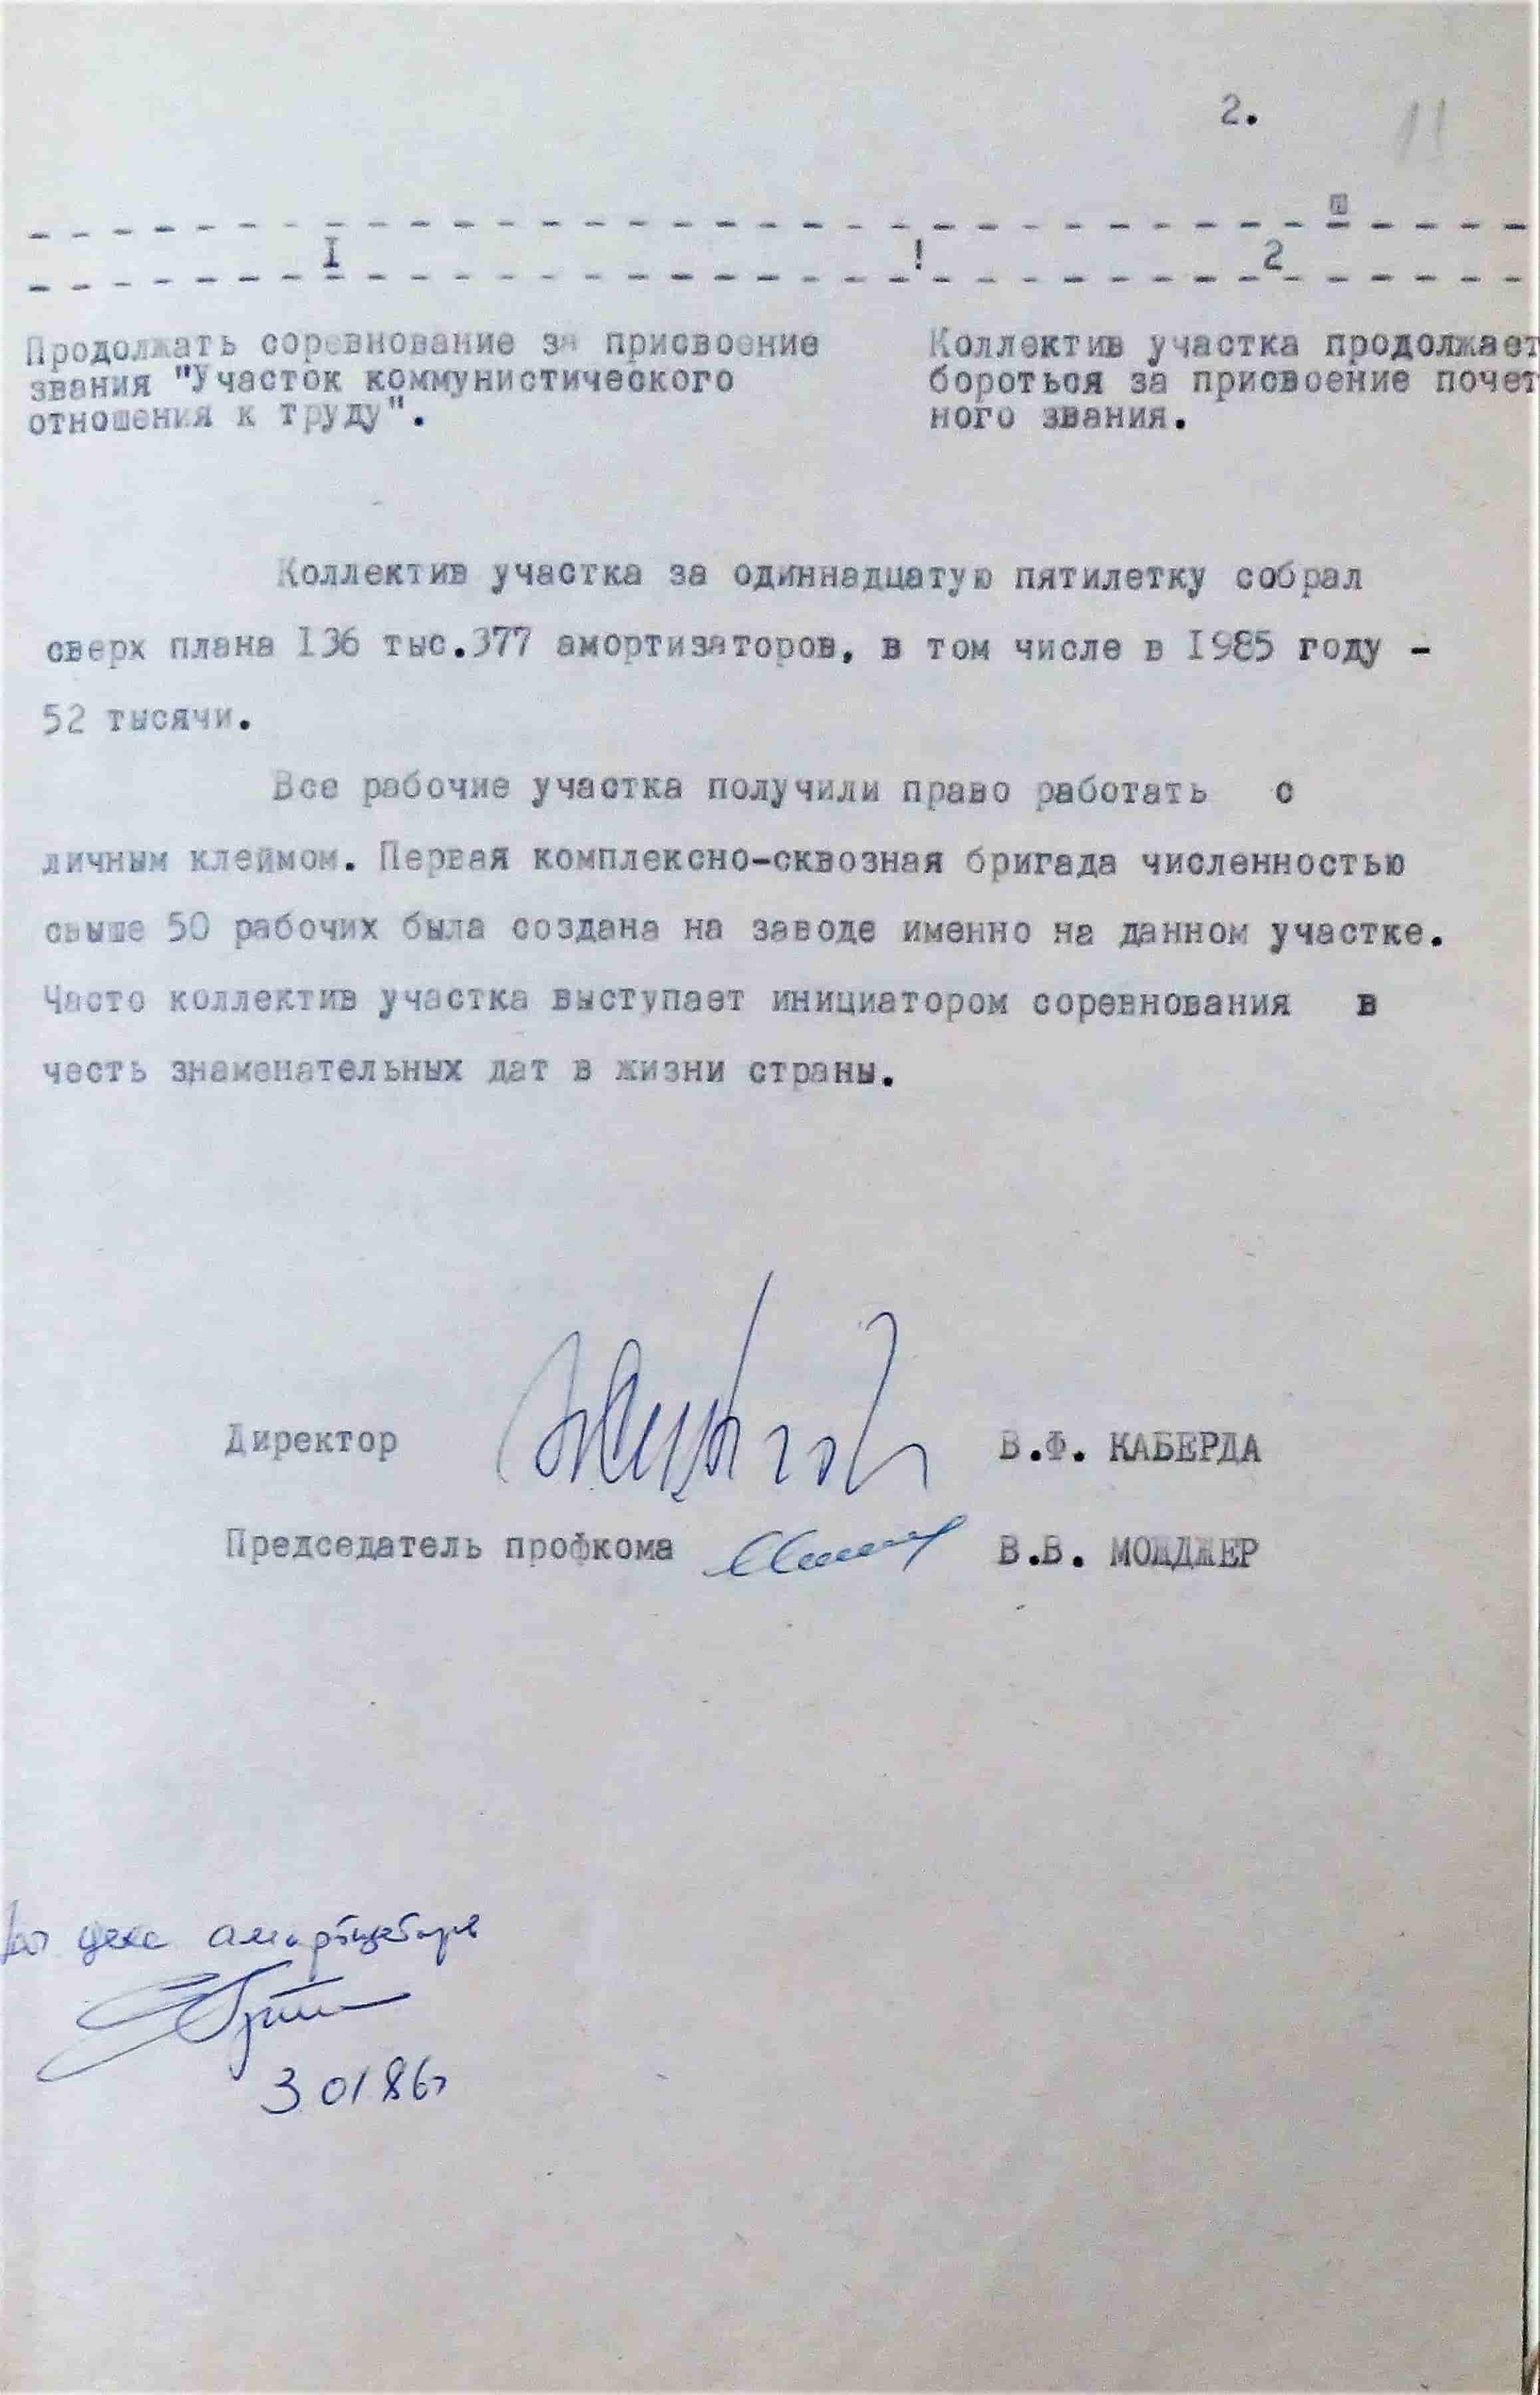 2.
11
I ! 2
Продолжать соревнование за присвоение
звания "Участок коммунистического
отношения к труду".
Коллектив участка продолжает
бороться за присвоение почет
ного звания.
Коллектив участка за одиннадцатую пятилетку собрал
сверх плана 136 тыс.377 амортизаторов, в том числе в 1985 году -
52 тысячи.
Все рабочие участка получили право работать с
личным клеймом. Первая комплексно-сквозная бригада численностью
свыше 50 рабочих была создана на заводе именно на данном участке.
Часто коллектив участка выступает инициатором соревнования в
честь знаменательных дат в жизни страны.
Директор В.Ф. КАБЕРДА
Председатель профкома В.В. МОЖДЖЕР
цеха
3 01 86г